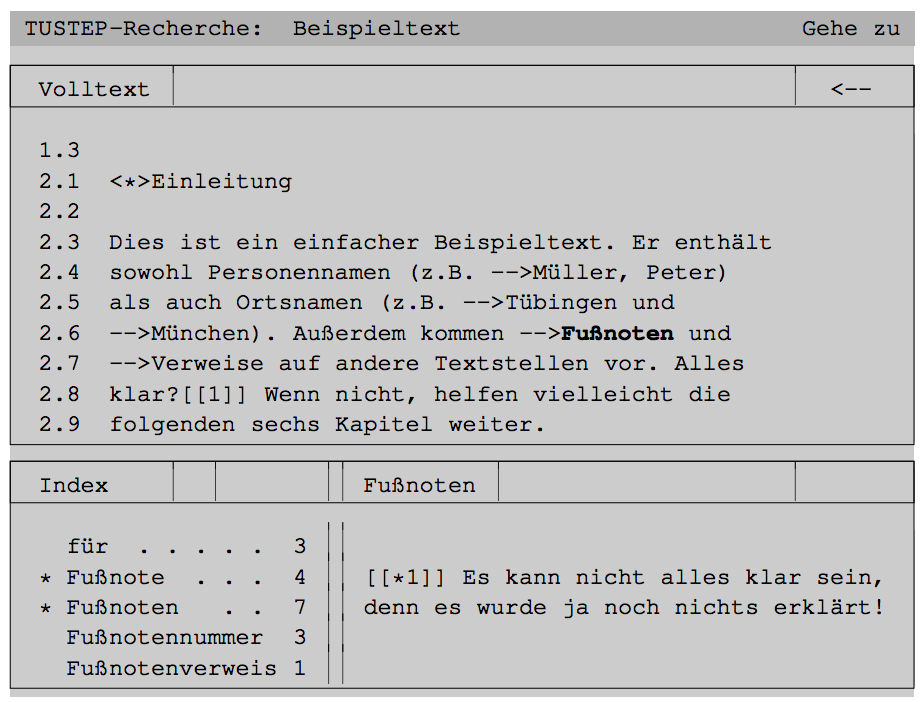 TUSTEP-Recherche: Beispieltext Gehe zu
Volltext <--
1.3
2.1 <*>Einleitung
2.2
2.3 Dies ist ein einfacher Beispieltext. Er enthält
2.4 sowohl Personennamen (z.B. -->Müller, Peter)
2.5 als auch Ortsnamen (z.B. -->Tübingen und
2.6 -->München). Außerdem kommen -->Fußnoten und
2.7 -->Verweise auf andere Textstellen vor. Alles
2.8 klar?[[1]] Wenn nicht, helfen vielleicht die
2.9 folgenden sechs Kapitel weiter.
Index
für . . . . . 3
* Fußnote . . . 4
* Fußnoten . . 7
Fußnotennummer 3
Fußnotenverweis 1
Fußnoten
[[*1]] Es kann nicht alles klar sein,
denn es wurde ja noch nichts erklärt!